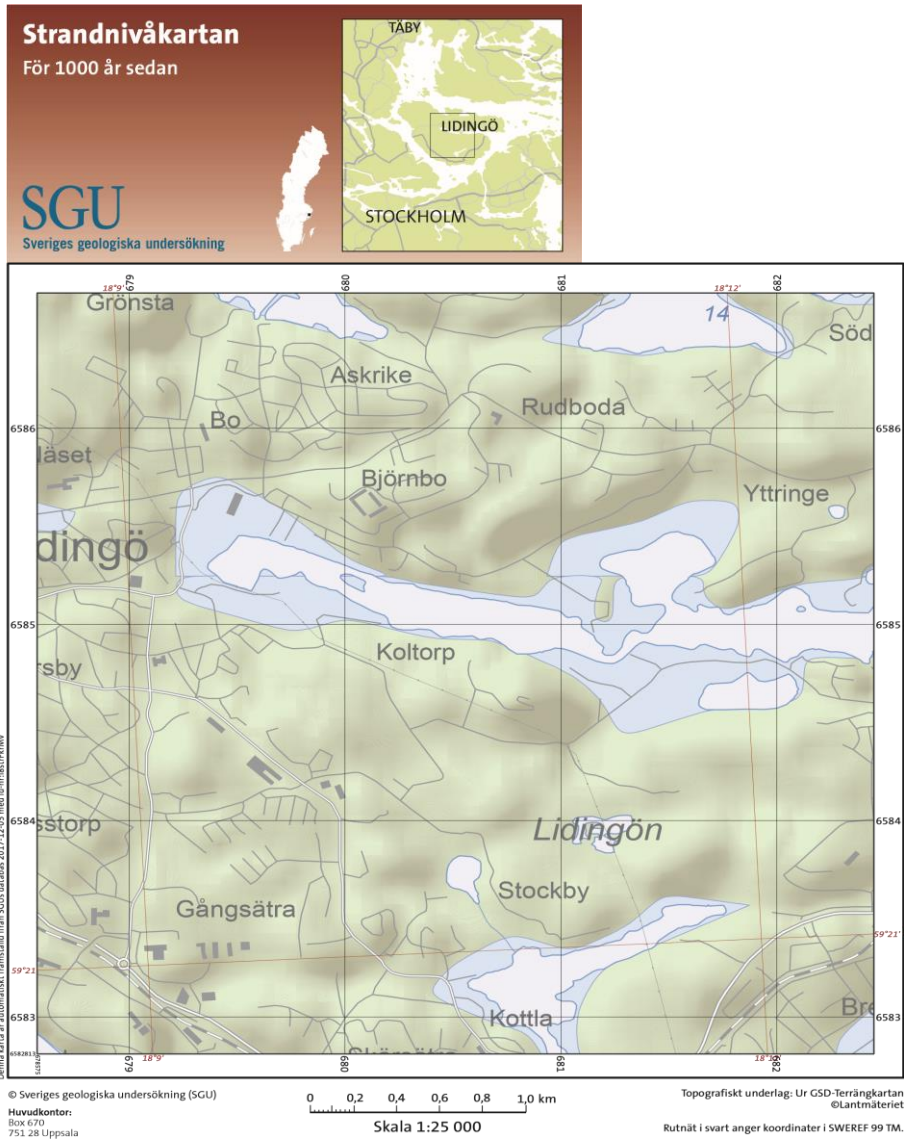 Strandnivåkartan
För 1000 år sedan
SGU
Sveriges geologiska undersökning
TÄBY
LIDINGÖ
STOCKHOLM
18°9'
679
680
681
18°12'
682
Grönsta
14
Söd
Askrike
Rudboda
Bo
6586
6586
läset
Björnbo
Yttringe
dingö
6585
6585
Koltorp
rsby
6584
6584
sstorp
Lidingön
Stockby
Gångsätra
59°21'
59°21
6583
6583
Kottla
Bre
679
18°9'
680
681
682
© Sveriges geologiska undersökning (SGU)
Huvudkontor:
Box 670
751 28 Uppsala
0 0,2 0,4 0,6 0,8 1,0 km
Skala 1:25 000
Topografiskt underlag: Ur GSD-Terrängkartan
©Lantmäteriet
Rutnät i svart anger koordinater i SWEREF 99 TM.